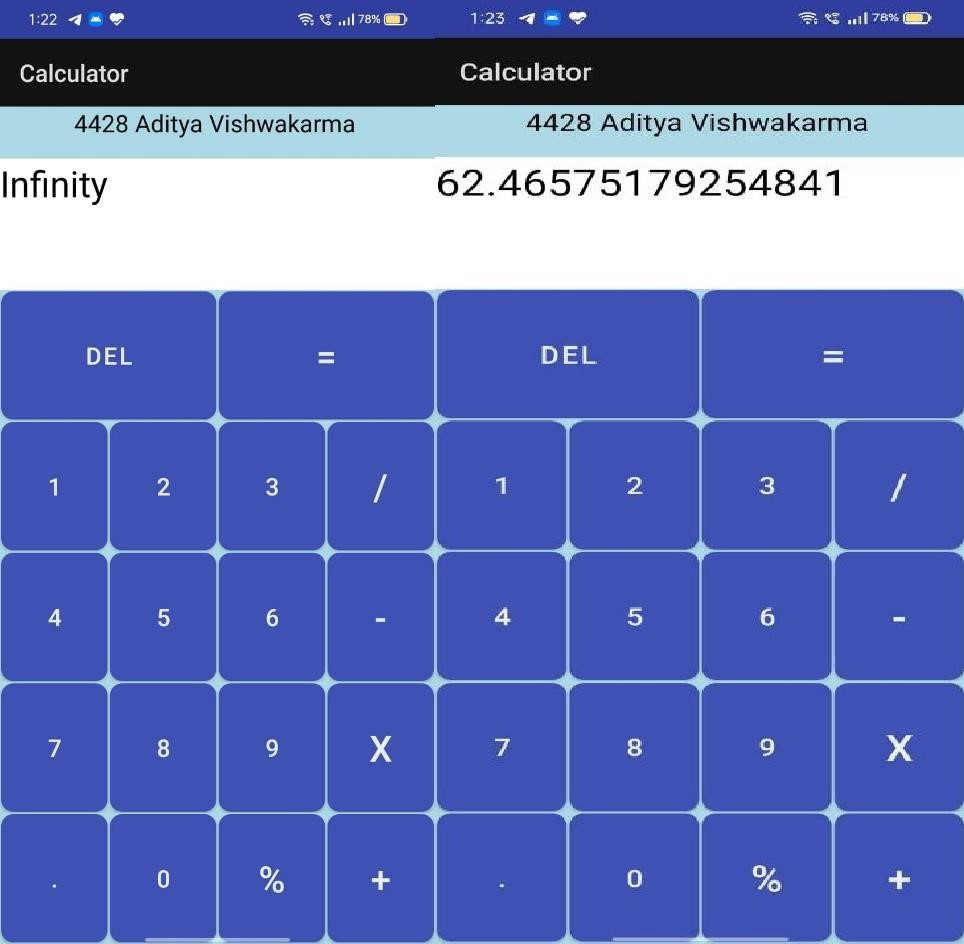 1:22 78%
Calculator
4428 Aditya Vishwakarma
Infinity
DEL =
1 2 3 /
4 5 6 -
7 8 9 X
. 0 % +
1:23 78%
Calculator
4428 Aditya Vishwakarma
62.46575179254841
DEL =
1 2 3 /
4 5 6 -
7 8 9 X
. 0 % +